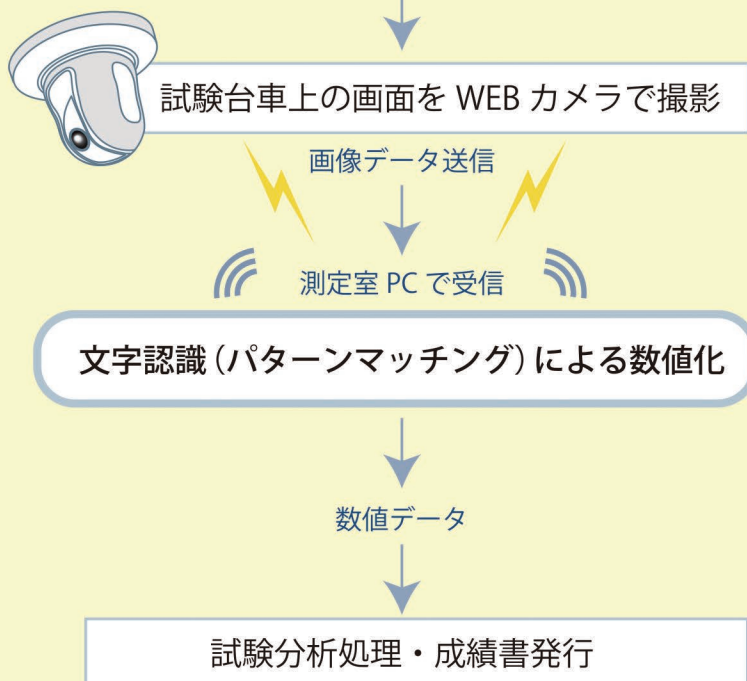 試験台車上の画面を WEB カメラで撮影
画像データ送信
測定室 PC で受信
文字認識（パターンマッチング）による数値化
数値データ
試験分析処理・成績書発行